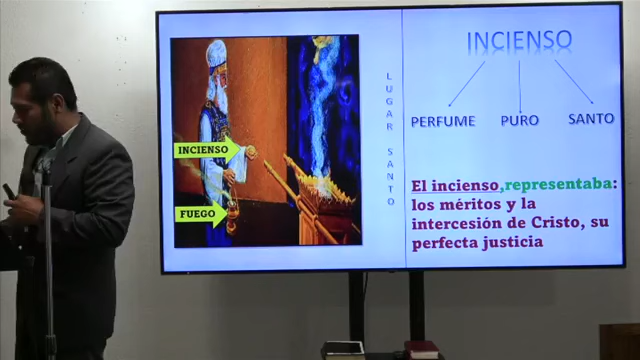 INCIENSO
INCIENSO
FUEGO
LUGAR SANTO
PERFUME PURO SANTO
El incienso,representaba:
los méritos y la
intercesión de Cristo, su
perfecta justicia